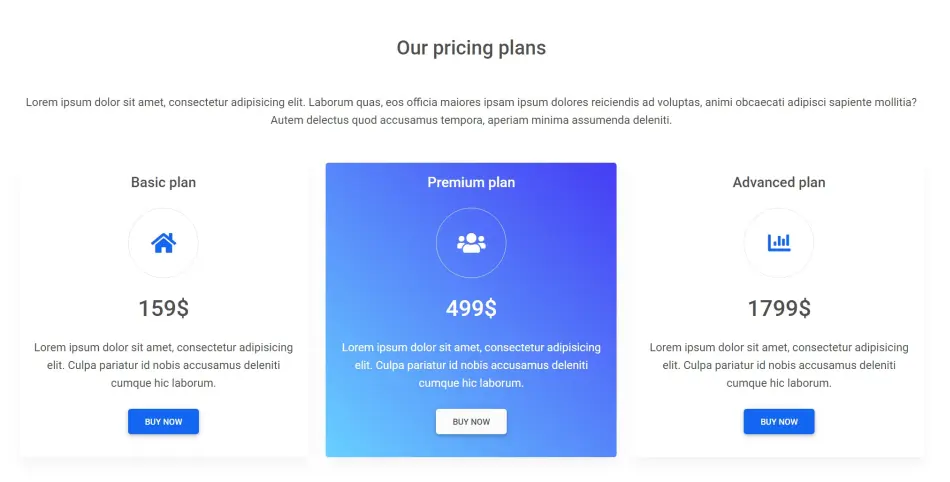 Our pricing plans
Lorem ipsum dolor sit amet, consectetur adipisicing elit. Laborum quas, eos officia maiores ipsam ipsum dolores reiciendis ad voluptas, animi obcaecati adipisci sapiente mollitia?
Autem delectus quod accusamus tempora, aperiam minima assumenda deleniti.
Basic plan
159$
Lorem ipsum dolor sit amet, consectetur adipisicing
elit. Culpa pariatur id nobis accusamus deleniti
cumque hic laborum.
BUY NOW
Premium plan
499$
Lorem ipsum dolor sit amet, consectetur adipisicing
elit. Culpa pariatur id nobis accusamus deleniti
cumque hic laborum.
BUY NOW
Advanced plan
1799$
Lorem ipsum dolor sit amet, consectetur adipisicing
elit. Culpa pariatur id nobis accusamus deleniti
cumque hic laborum.
BUY NOW